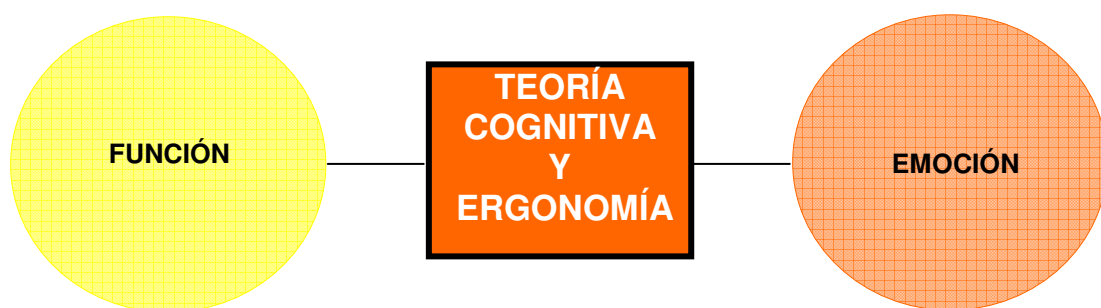 FUNCIÓN
TEORÍA
COGNITIVA
Y
ERGONOMÍA
EMOCIÓN